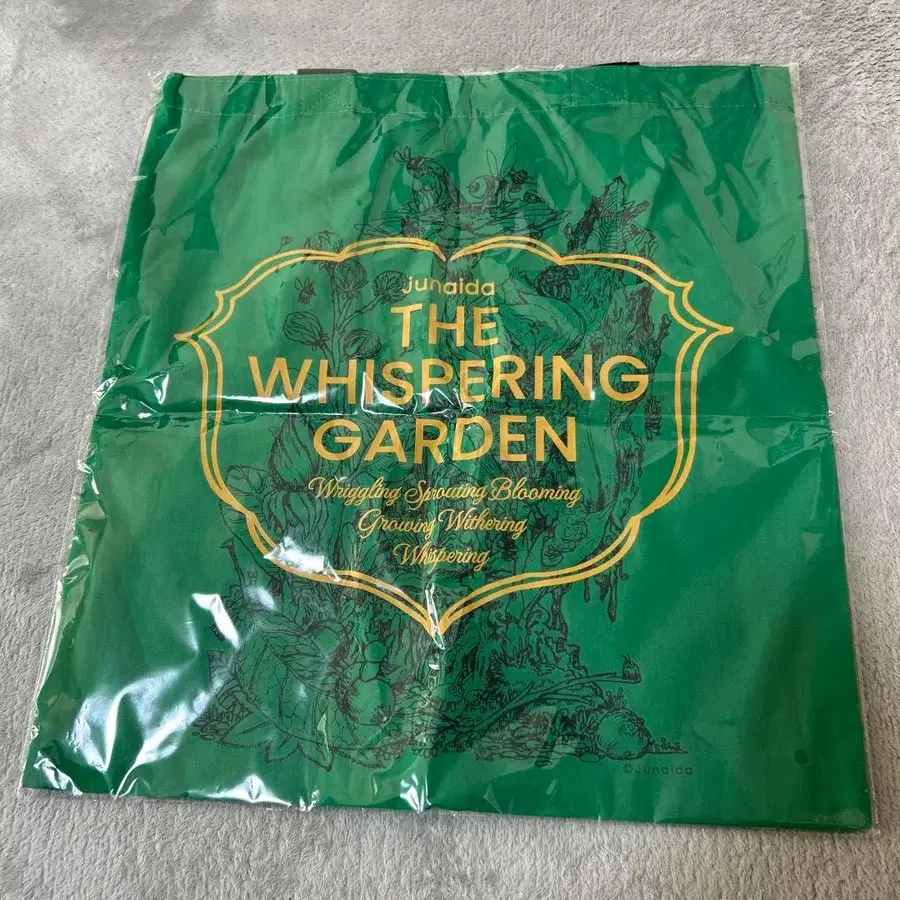 junaida
THE
WHISPERING
GARDEN
Wriggling Sprouting Blooming
Growing Withering
Whispering
©junaida